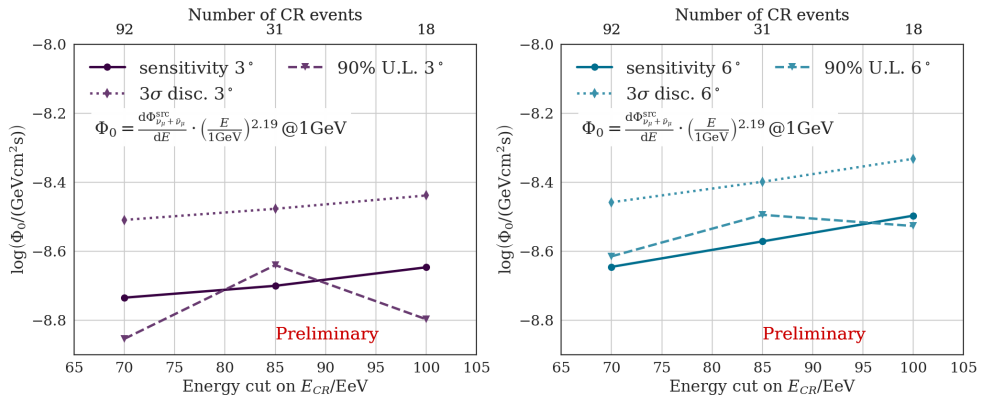 Number of CR events
92 31 18
−8.0
sensitivity 3° 90% U.L. 3°
3σ disc. 3°
−8.2
Φ₀ = dΦ^src_{ν_μ+ν̄_μ}/dE · (E/1GeV)^2.19 @1GeV
−8.4
−8.6
−8.8
Preliminary
log(Φ₀/(GeVcm²s))
65 70 75 80 85 90 95 100 105
Energy cut on E_CR/EeV
Number of CR events
92 31 18
−8.0
sensitivity 6° 90% U.L. 6°
3σ disc. 6°
−8.2
Φ₀ = dΦ^src_{ν_μ+ν̄_μ}/dE · (E/1GeV)^2.19 @1GeV
−8.4
−8.6
−8.8
Preliminary
log(Φ₀/(GeVcm²s))
65 70 75 80 85 90 95 100 105
Energy cut on E_CR/EeV